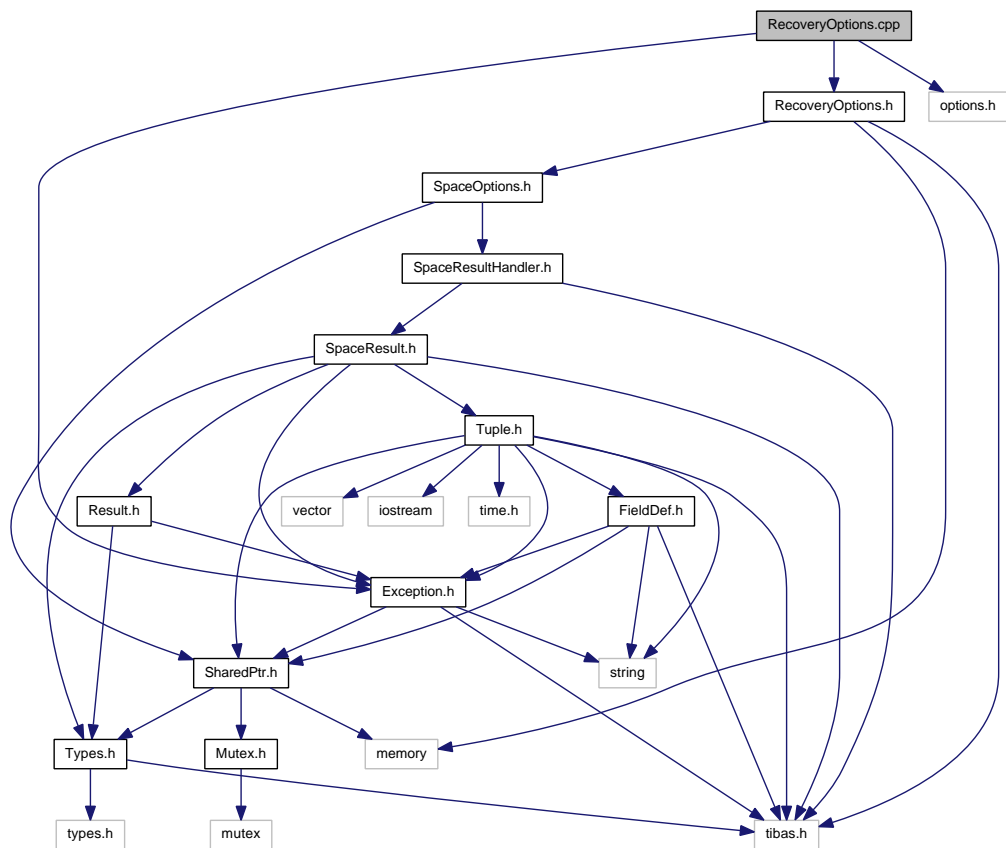 RecoveryOptions.cpp
RecoveryOptions.h
options.h
SpaceOptions.h
SpaceResultHandler.h
SpaceResult.h
Tuple.h
Result.h
vector
iostream
time.h
FieldDef.h
Exception.h
SharedPtr.h
string
Types.h
Mutex.h
memory
types.h
mutex
tibas.h